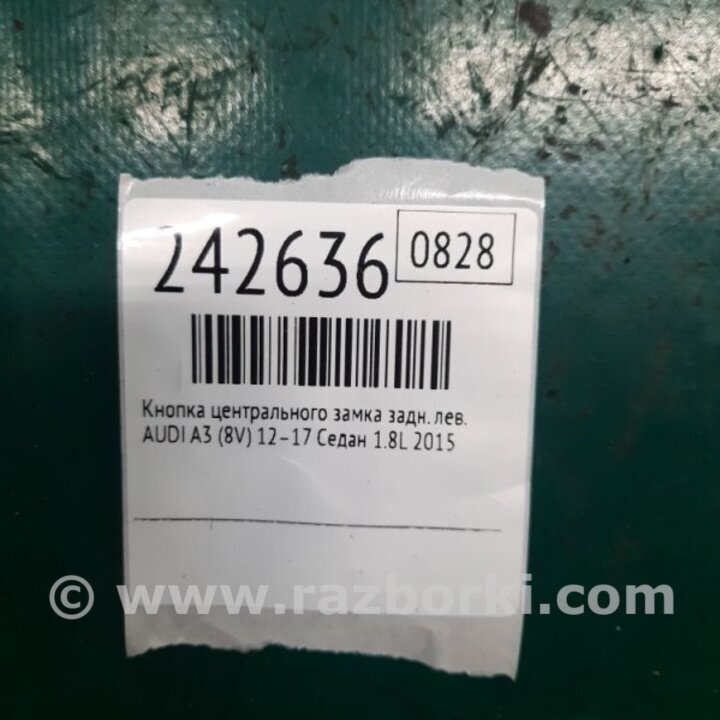 242636 0828
Кнопка центрального замка задн. лев.
AUDI A3 (8V) 12-17 Седан 1.8L 2015
© www.razborki.com